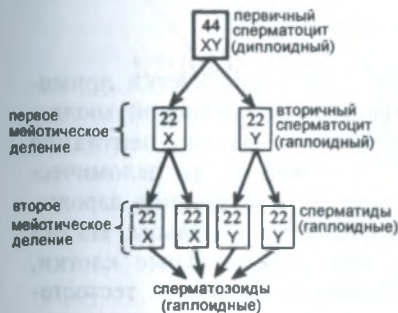 44
XY
первичный
сперматоцит
(диплоидный)
первое
мейотическое
деление
22
X
22
Y
вторичный
сперматоцит
(гаплоидный)
второе
мейотическое
деление
22
X
22
X
22
Y
22
Y
сперматиды
(гаплоидные)
сперматозоиды
(гаплоидные)